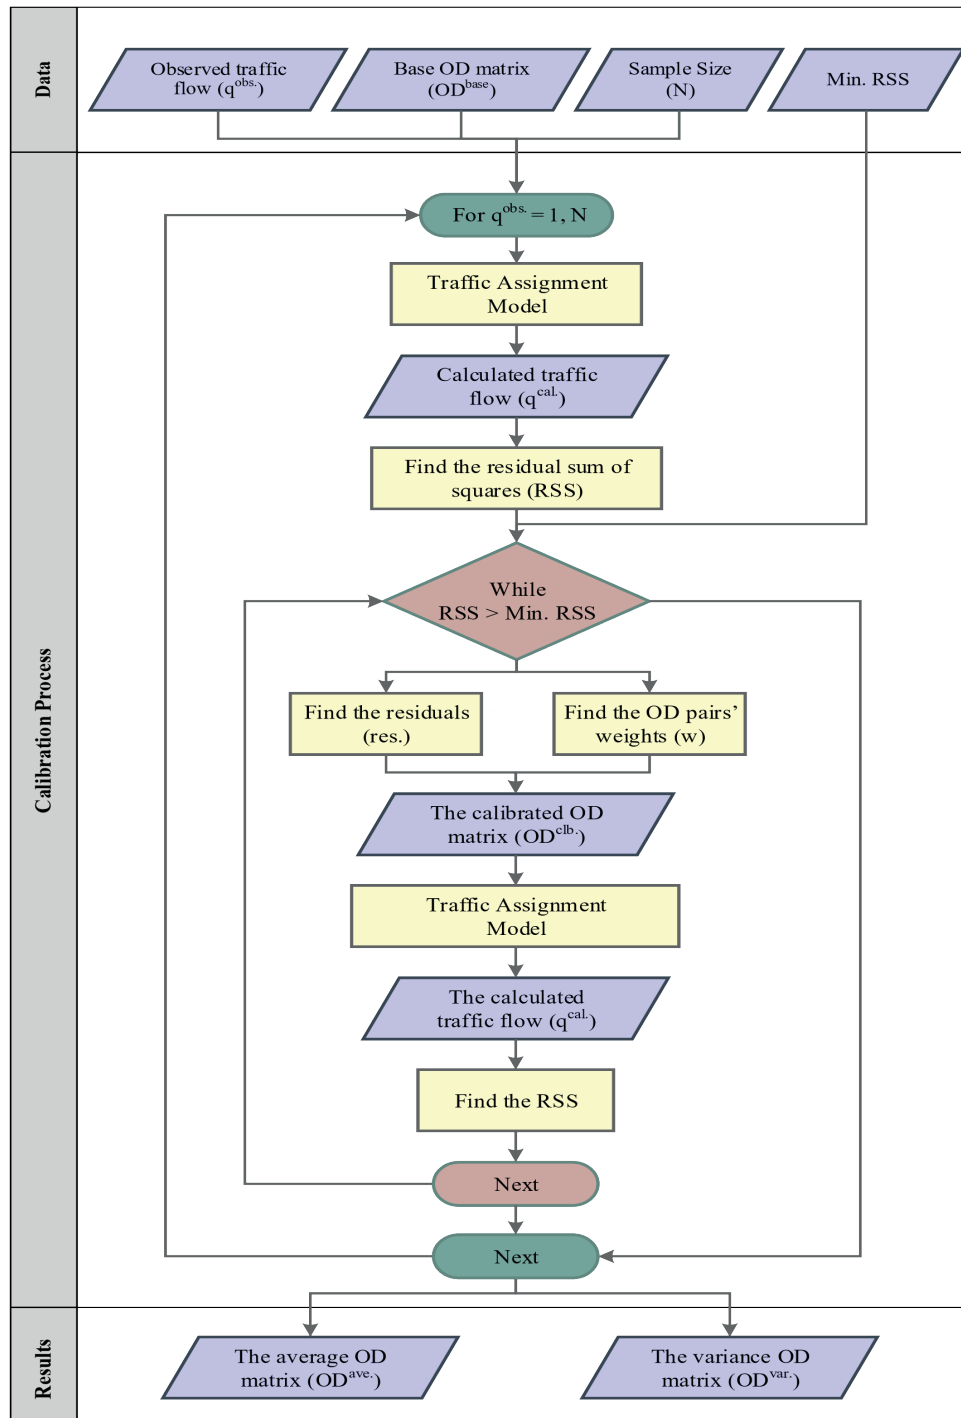 Data
Observed traffic
flow (q^obs.)
Base OD matrix
(OD^base)
Sample Size
(N)
Min. RSS
Calibration Process
For q^obs. = 1, N
Traffic Assignment
Model
Calculated traffic
flow (q^cal.)
Find the residual sum of
squares (RSS)
While
RSS > Min. RSS
Find the residuals
(res.)
Find the OD pairs’
weights (w)
The calibrated OD
matrix (OD^clb.)
Traffic Assignment
Model
The calculated
traffic flow (q^cal.)
Find the RSS
Next
Next
Results
The average OD
matrix (OD^ave.)
The variance OD
matrix (OD^var.)